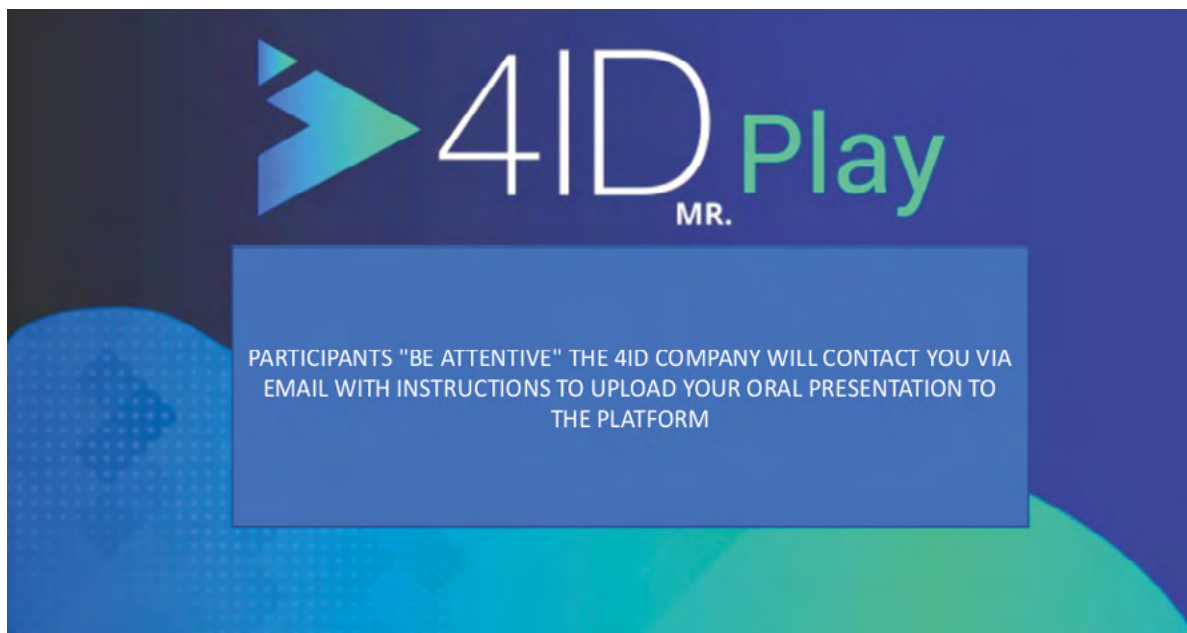 4ID Play
MR.
PARTICIPANTS "BE ATTENTIVE" THE 4ID COMPANY WILL CONTACT YOU VIA
EMAIL WITH INSTRUCTIONS TO UPLOAD YOUR ORAL PRESENTATION TO
THE PLATFORM